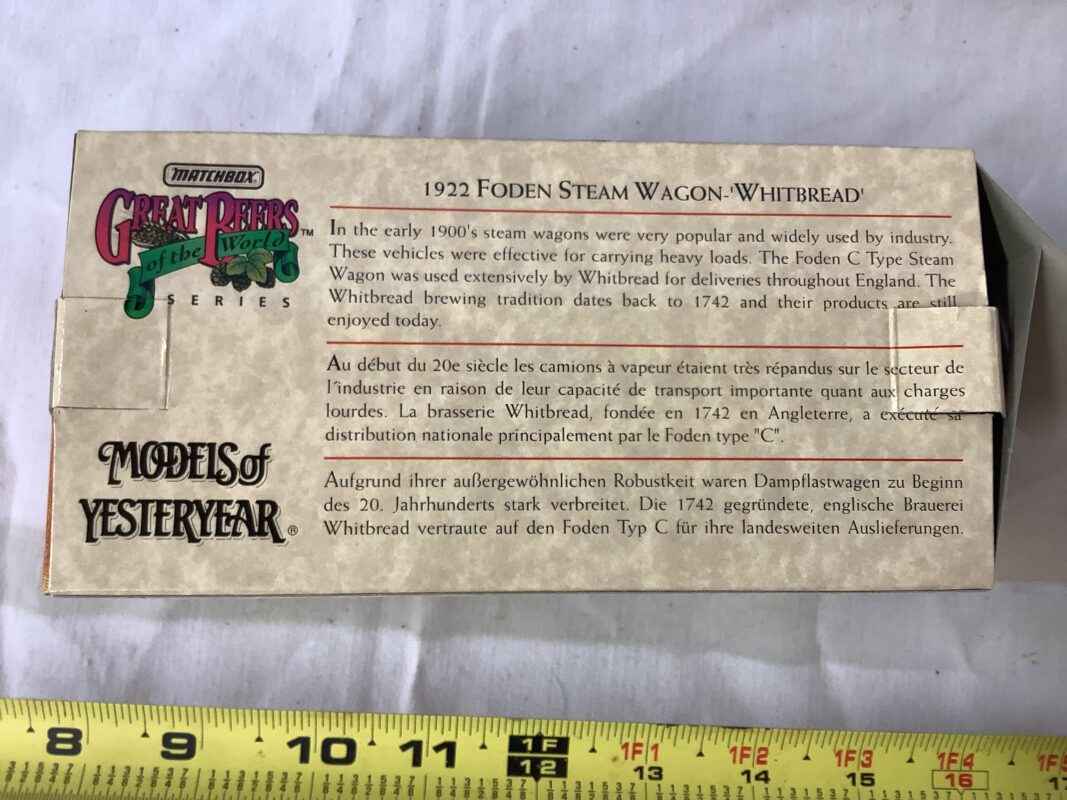 MATCHBOX
GREAT BEERS™
of the World
SERIES
MODELS of
YESTERYEAR®
1922 FODEN STEAM WAGON-'WHITBREAD'
In the early 1900's steam wagons were very popular and widely used by industry.
These vehicles were effective for carrying heavy loads. The Foden C Type Steam
Wagon was used extensively by Whitbread for deliveries throughout England. The
Whitbread brewing tradition dates back to 1742 and their products are still
enjoyed today.
Au début du 20e siècle les camions à vapeur étaient très répandus sur le secteur de
l'industrie en raison de leur capacité de transport importante quant aux charges
lourdes. La brasserie Whitbread, fondée en 1742 en Angleterre, a exécuté sa
distribution nationale principalement par le Foden type "C".
Aufgrund ihrer außergewöhnlichen Robustkeit waren Dampflastwagen zu Beginn
des 20. Jahrhunderts stark verbreitet. Die 1742 gegründete, englische Brauerei
Whitbread vertraute auf den Foden Typ C für ihre landesweiten Auslieferungen.
8 9 10 11 1F 1F1 1F2 1F3 1F4 1F5
12 13 14 15 16